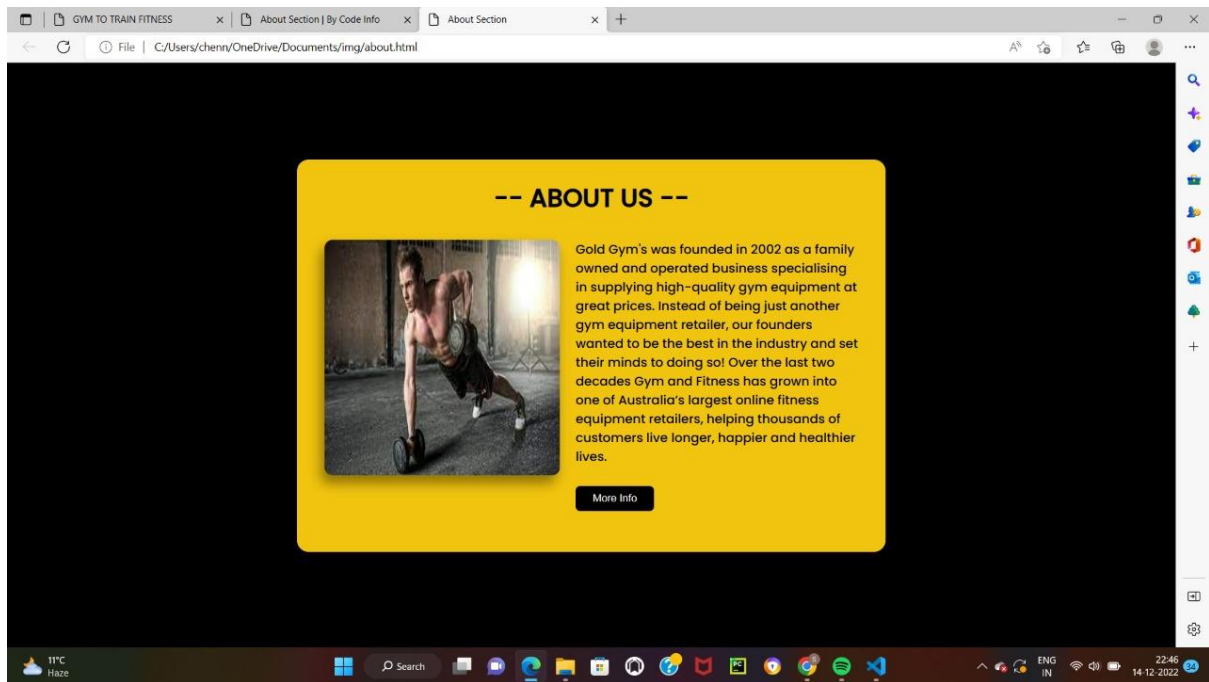 GYM TO TRAIN FITNESS
About Section | By Code Info
About Section
File | C:/Users/chenn/OneDrive/Documents/img/about.html
-- ABOUT US --
Gold Gym's was founded in 2002 as a family
owned and operated business specialising
in supplying high-quality gym equipment at
great prices. Instead of being just another
gym equipment retailer, our founders
wanted to be the best in the industry and set
their minds to doing so! Over the last two
decades Gym and Fitness has grown into
one of Australia's largest online fitness
equipment retailers, helping thousands of
customers live longer, happier and healthier
lives.
More Info
11°C
Haze
Search
ENG
IN
22:46
14-12-2022
34